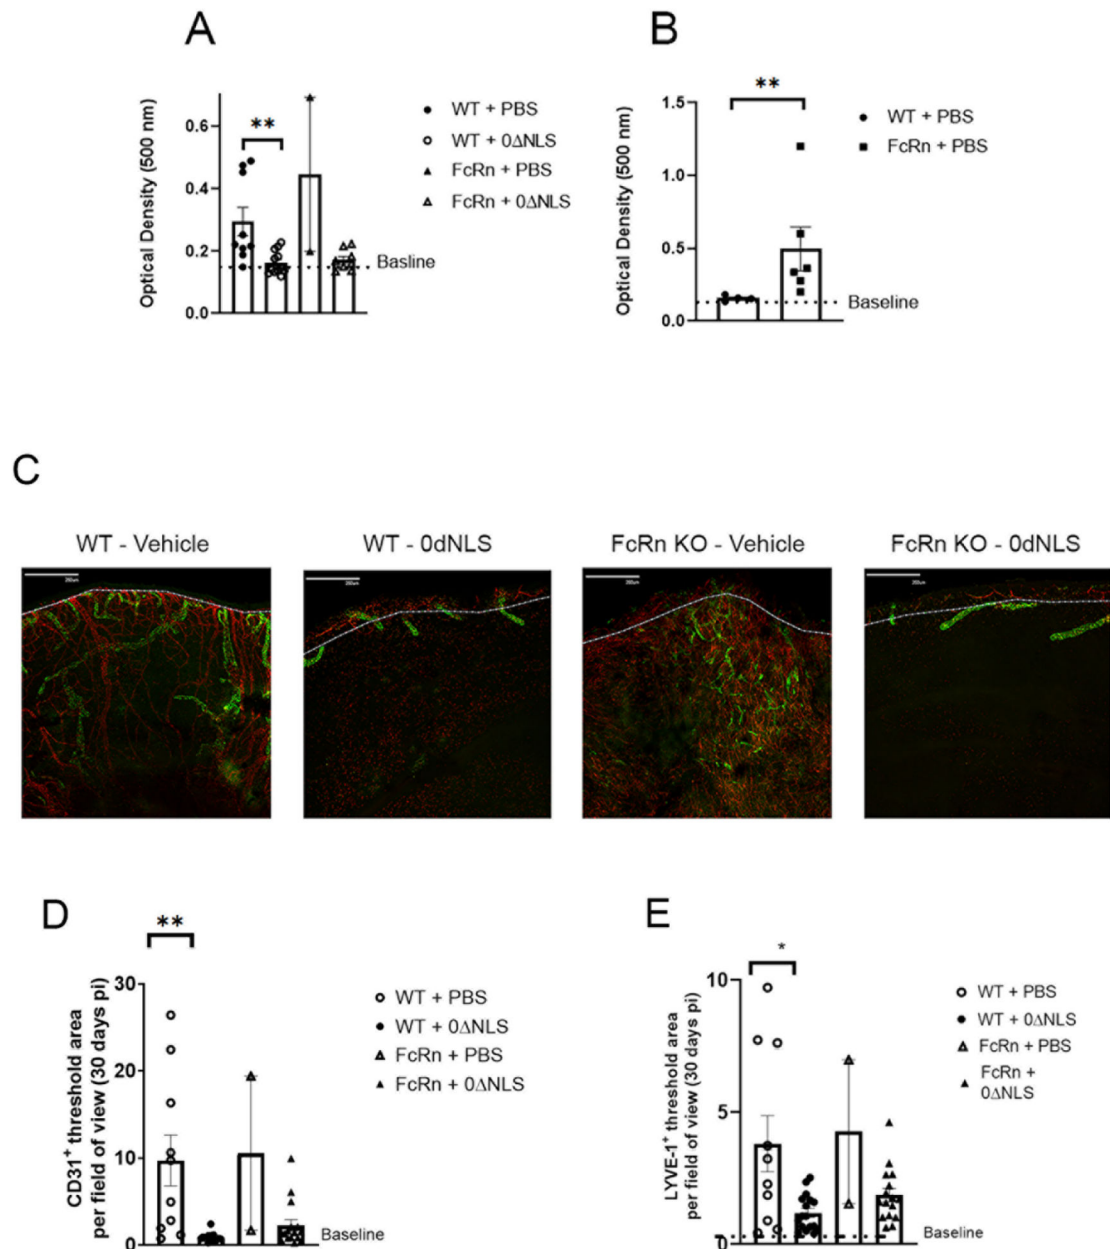 A
**
Optical Density (500 nm)
0.6
0.4
0.2
0.0
WT + PBS
WT + 0ΔNLS
FcRn + PBS
FcRn + 0ΔNLS
Basline
B
**
Optical Density (500 nm)
1.5
1.0
0.5
0.0
WT + PBS
FcRn + PBS
Baseline
C
WT - Vehicle
WT - 0dNLS
FcRn KO - Vehicle
FcRn KO - 0dNLS
D
**
CD31+ threshold area
per field of view (30 days pi)
30
20
10
0
WT + PBS
WT + 0ΔNLS
FcRn + PBS
FcRn + 0ΔNLS
Baseline
E
*
LYVE-1+ threshold area
per field of view (30 days pi)
10
5
0
WT + PBS
WT + 0ΔNLS
FcRn + PBS
FcRn +
0ΔNLS
Baseline